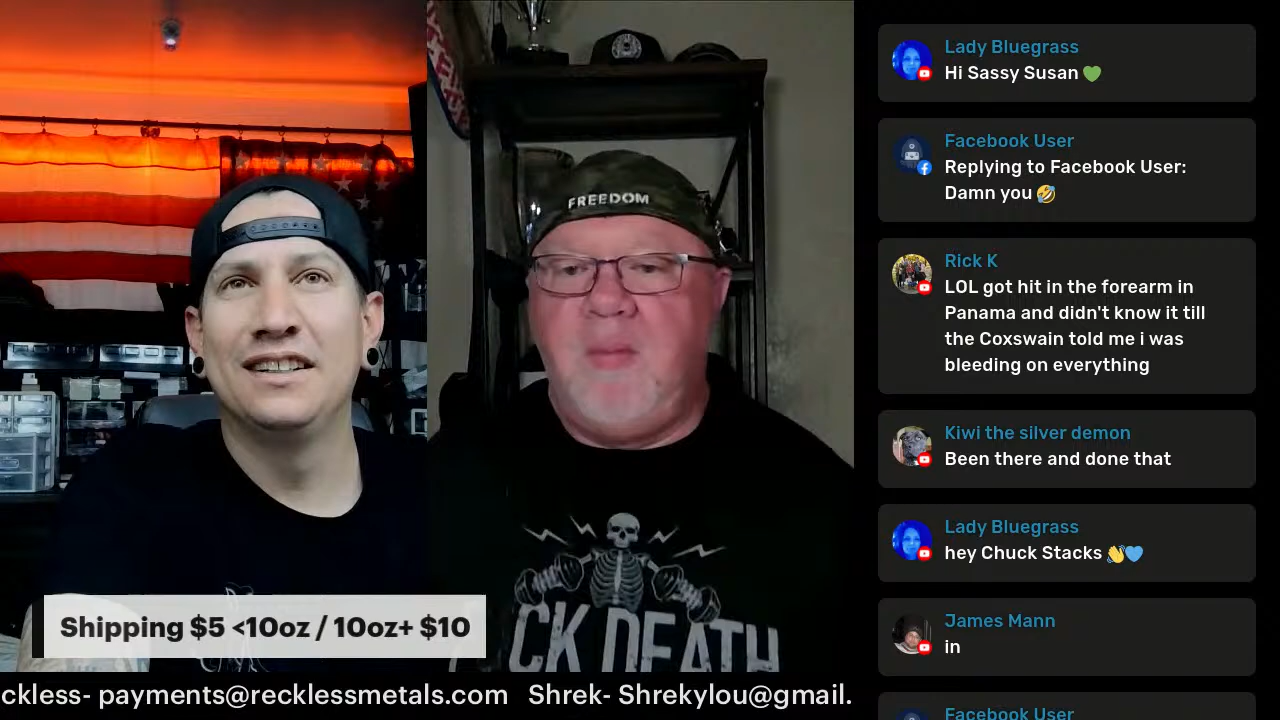 FREEDOM
CK DEATH
Shipping $5 <10oz / 10oz+ $10
ckless- payments@recklessmetals.com Shrek- Shrekylou@gmail.
Lady Bluegrass
Hi Sassy Susan 💚
Facebook User
Replying to Facebook User:
Damn you 🤣
Rick K
LOL got hit in the forearm in
Panama and didn't know it till
the Coxswain told me i was
bleeding on everything
Kiwi the silver demon
Been there and done that
Lady Bluegrass
hey Chuck Stacks 👋💙
James Mann
in
Facebook User